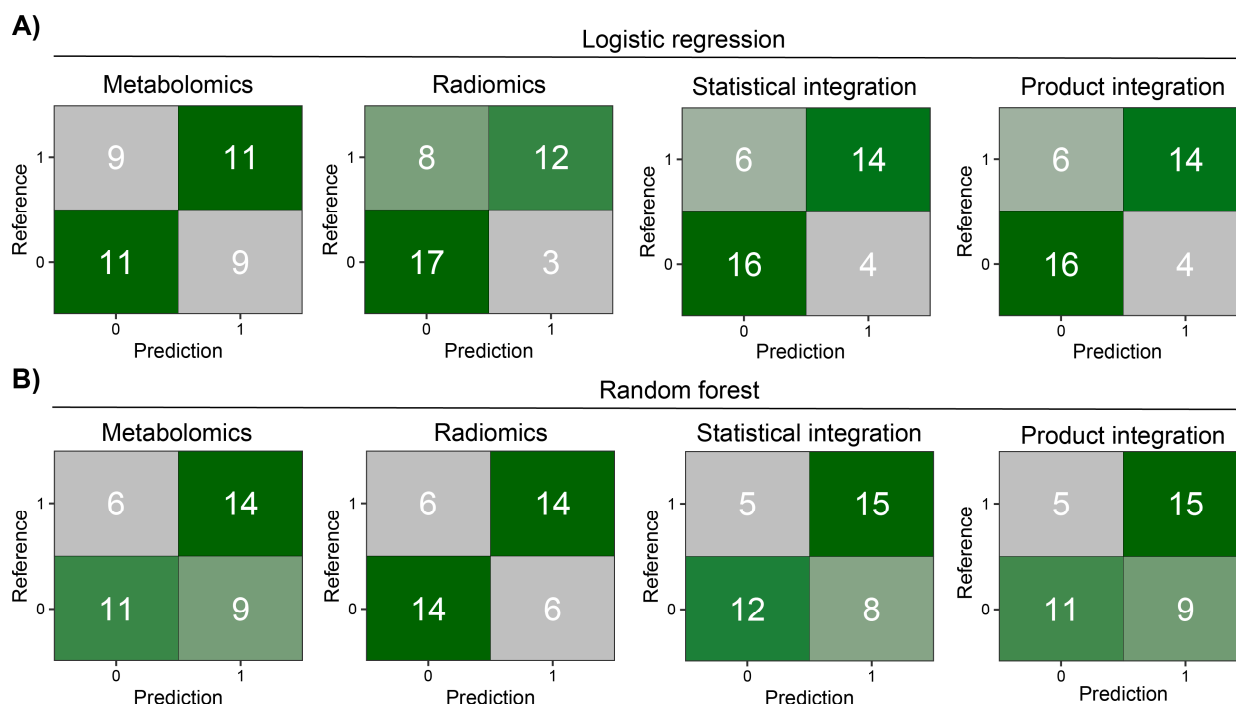 A)
Logistic regression
Metabolomics
Radiomics
Statistical integration
Product integration
Reference
1
0
9 11
11 9
0 1
Prediction
Reference
1
0
8 12
17 3
0 1
Prediction
Reference
1
0
6 14
16 4
0 1
Prediction
Reference
1
0
6 14
16 4
0 1
Prediction
B)
Random forest
Metabolomics
Radiomics
Statistical integration
Product integration
Reference
1
0
6 14
11 9
0 1
Prediction
Reference
1
0
6 14
14 6
0 1
Prediction
Reference
1
0
5 15
12 8
0 1
Prediction
Reference
1
0
5 15
11 9
0 1
Prediction